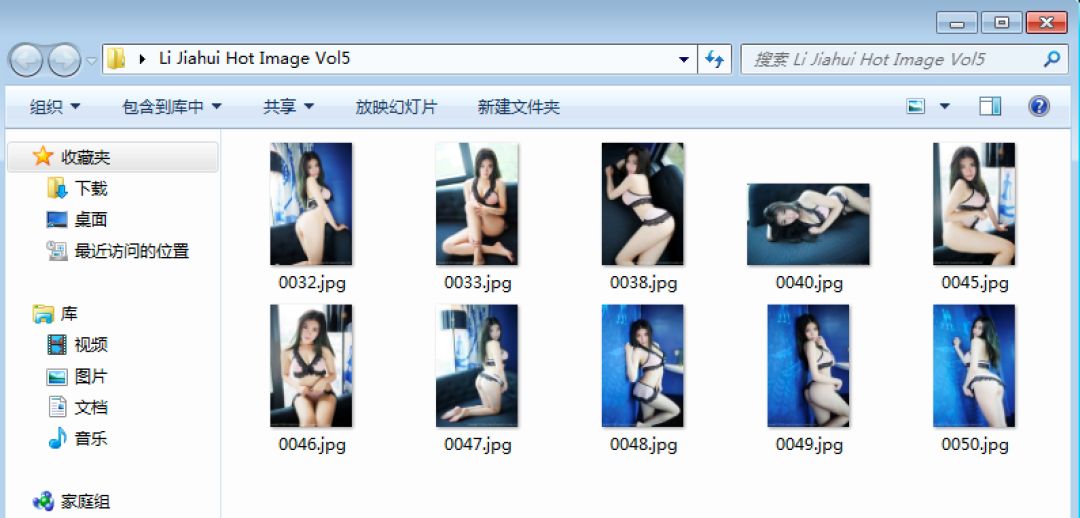 Li Jiahui Hot Image Vol5
搜索 Li Jiahui Hot Image Vol5
组织 包含到库中 共享 放映幻灯片 新建文件夹
收藏夹
下载
桌面
最近访问的位置
库
视频
图片
文档
音乐
家庭组
0032.jpg 0033.jpg 0038.jpg 0040.jpg 0045.jpg
0046.jpg 0047.jpg 0048.jpg 0049.jpg 0050.jpg